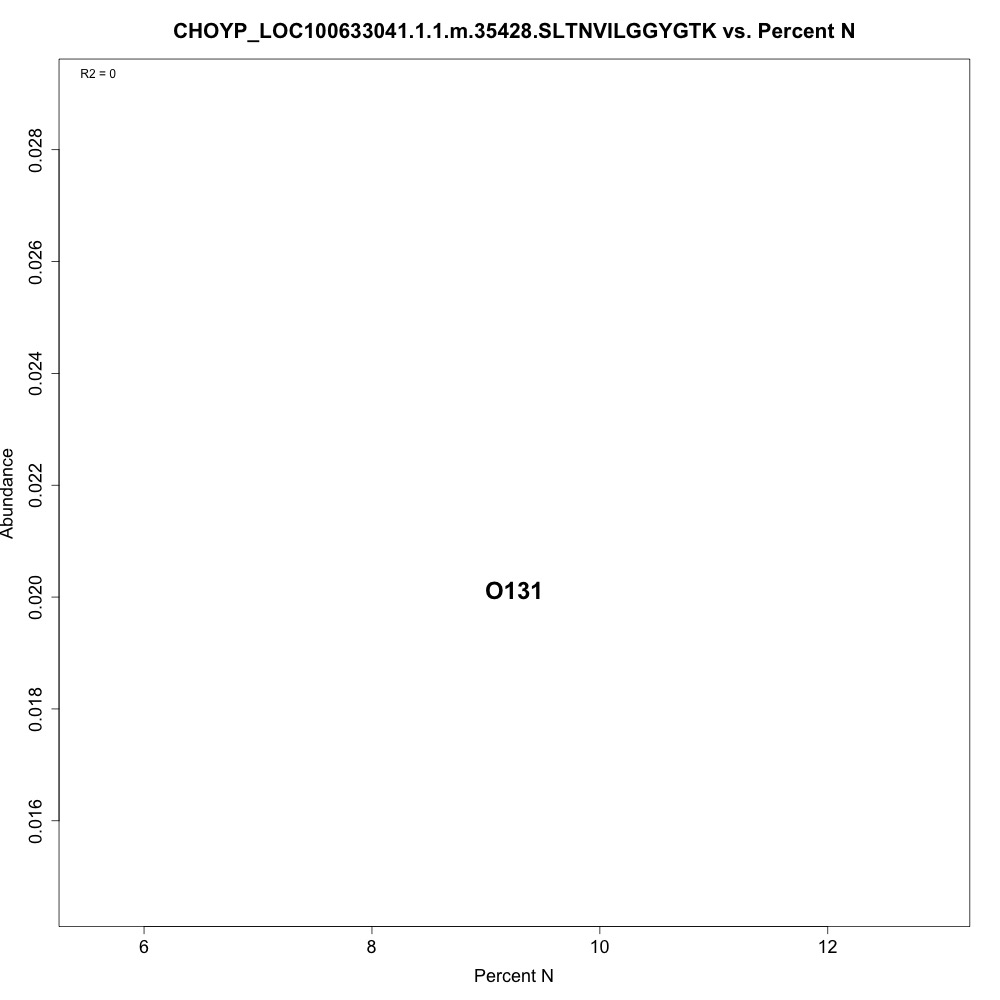 CHOYP_LOC100633041.1.1.m.35428.SLTNVILGGYGTK vs. Percent N
R2 = 0
0.028
0.026
0.024
0.022
0.020
0.018
0.016
Abundance
O131
6 8 10 12
Percent N